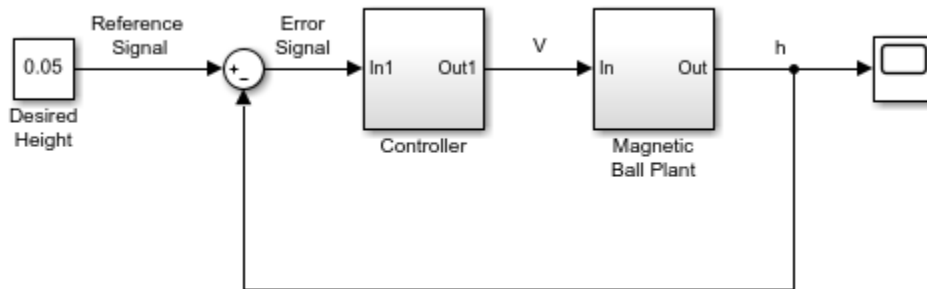 Reference
Signal
Error
Signal
0.05
+
−
In1
Out1
V
In
Out
h
Desired
Height
Controller
Magnetic
Ball Plant